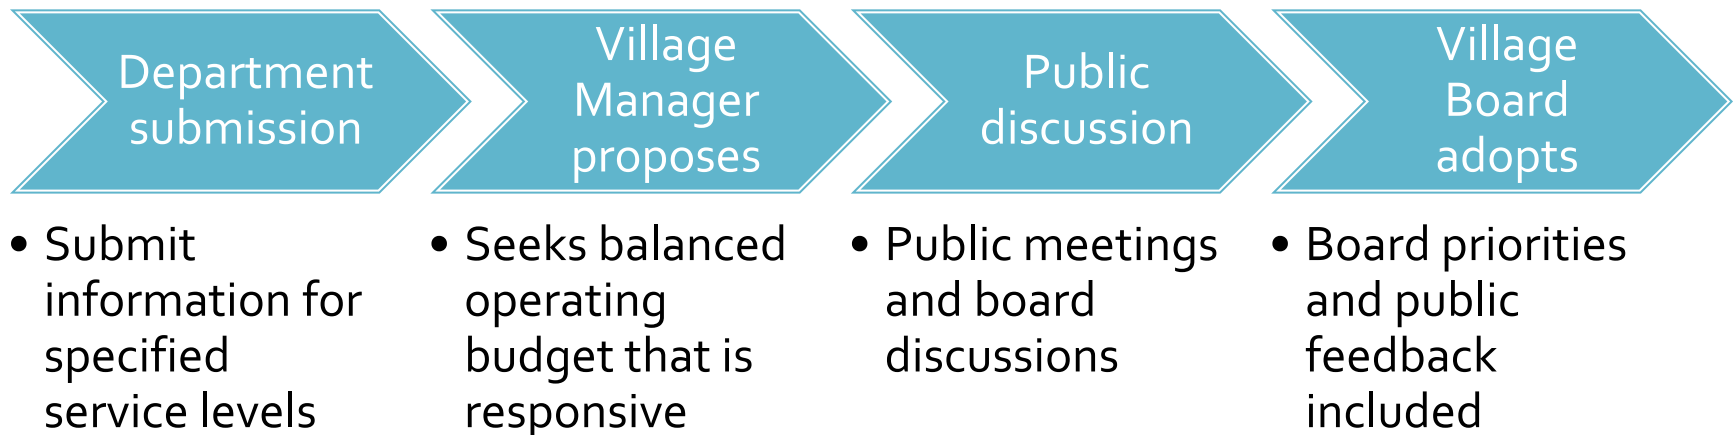 Department
submission
• Submit
information for
specified
service levels
Village
Manager
proposes
• Seeks balanced
operating
budget that is
responsive
Public
discussion
• Public meetings
and board
discussions
Village
Board
adopts
• Board priorities
and public
feedback
included